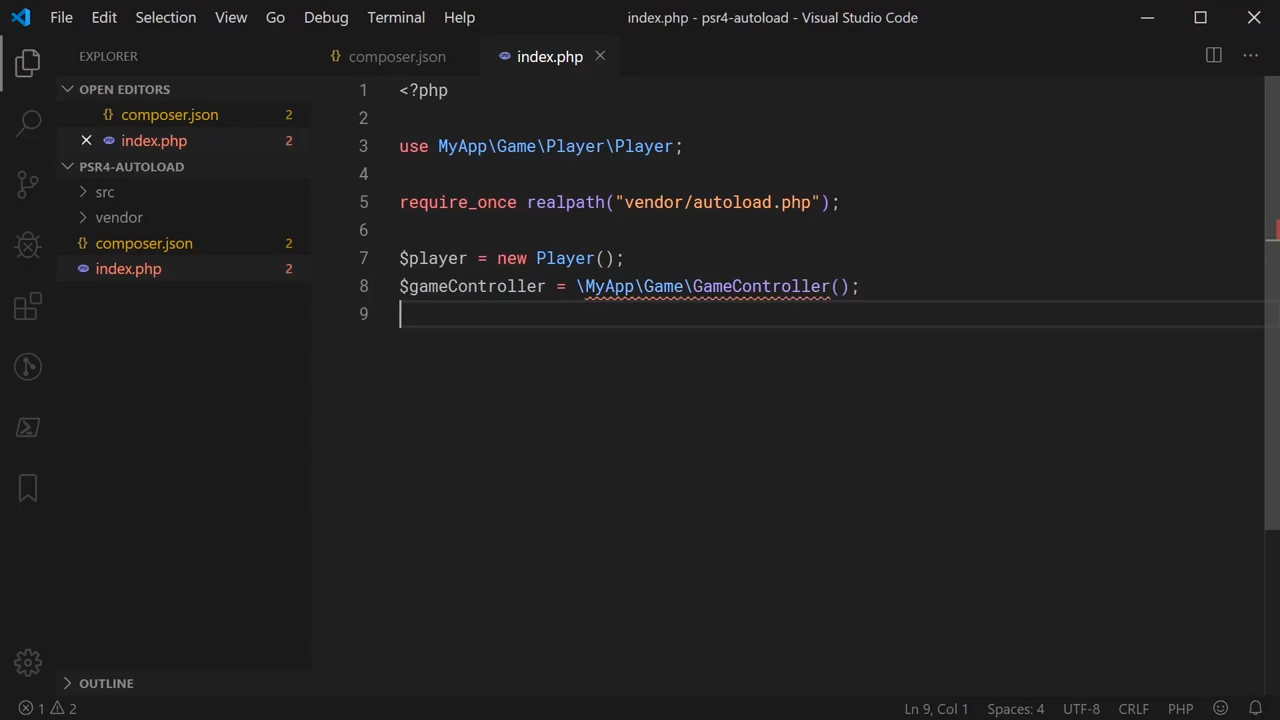 File Edit Selection View Go Debug Terminal Help index.php - psr4-autoload - Visual Studio Code
EXPLORER
OPEN EDITORS
{} composer.json 2
index.php 2
PSR4-AUTOLOAD
src
vendor
{} composer.json 2
index.php 2
OUTLINE
{} composer.json index.php
1 <?php
2
3 use MyApp\Game\Player\Player;
4
5 require_once realpath("vendor/autoload.php");
6
7 $player = new Player();
8 $gameController = \MyApp\Game\GameController();
9
1 2 Ln 9, Col 1 Spaces: 4 UTF-8 CRLF PHP